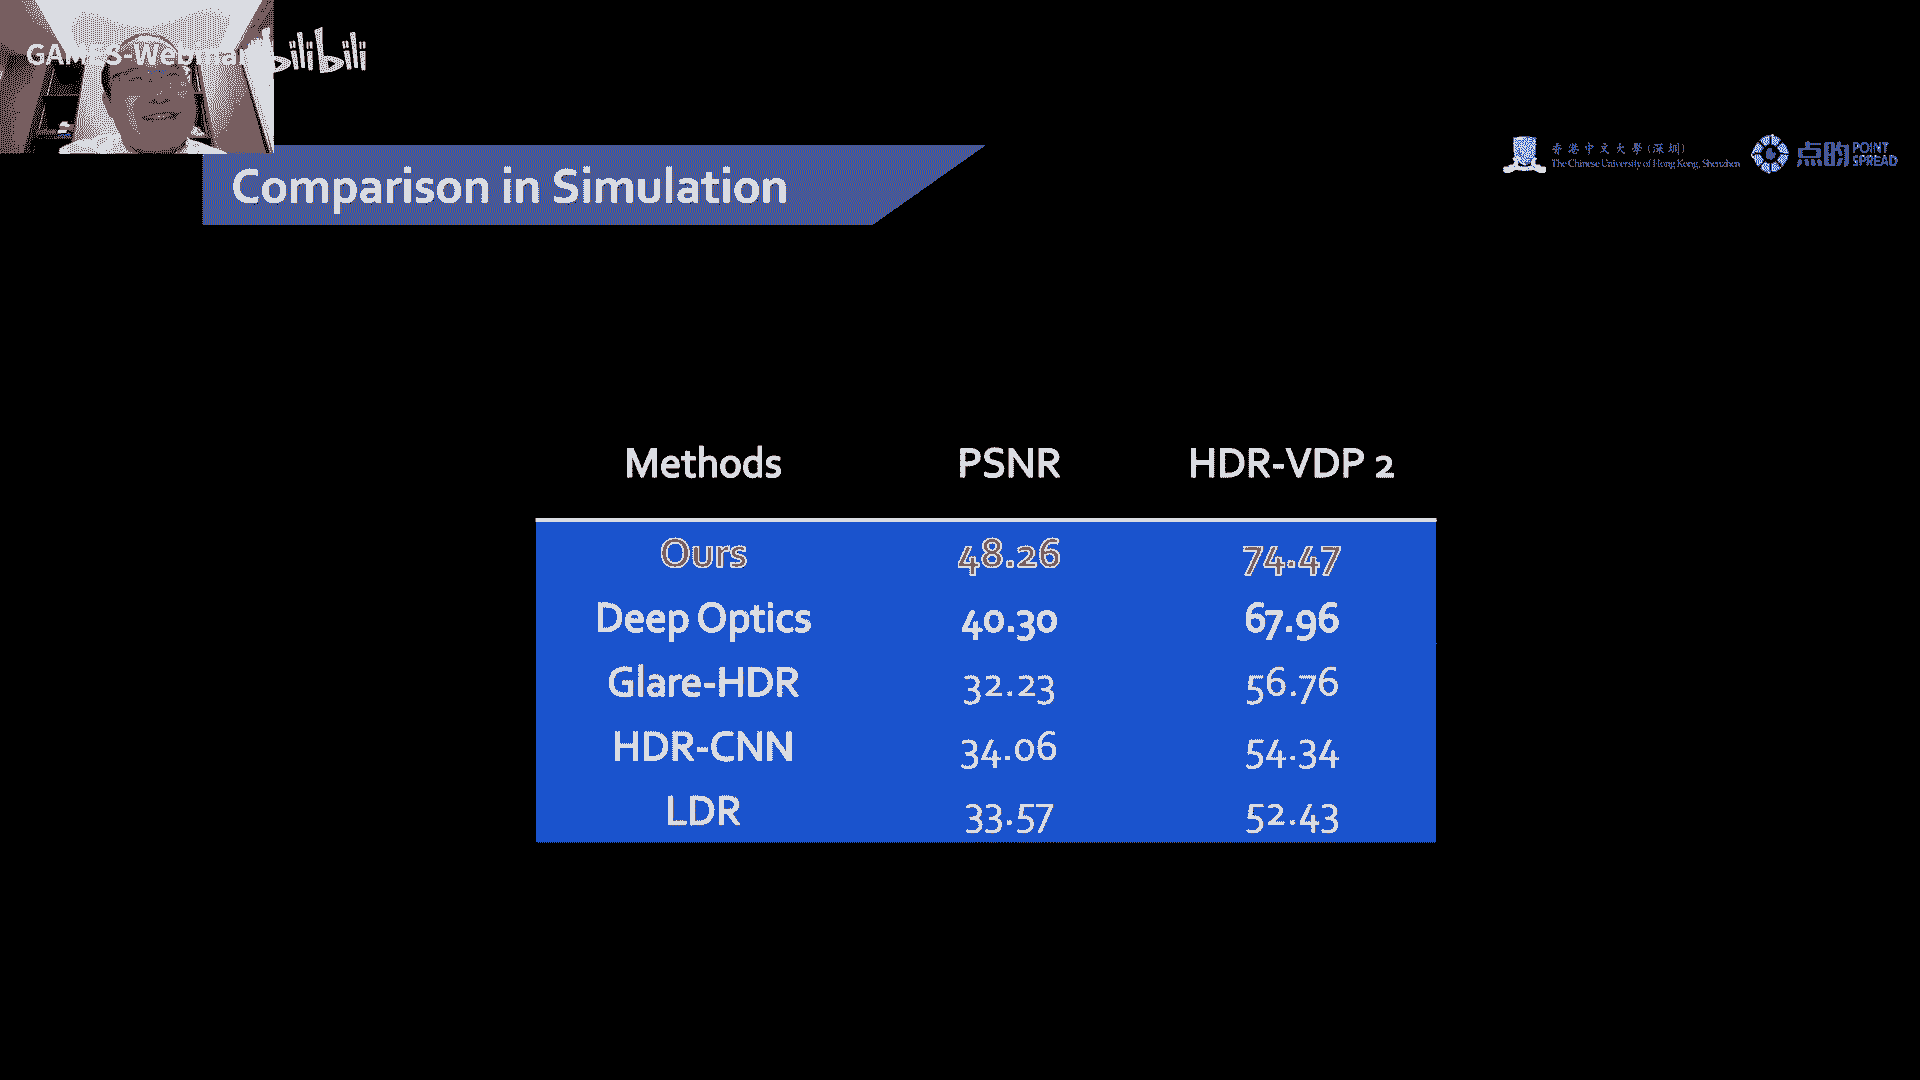 GAMES-Webinar
bilibili
香港中文大學(深圳)
The Chinese University of Hong Kong, Shenzhen
点昀
POINT
SPREAD
Comparison in Simulation
Methods PSNR HDR-VDP 2
Ours 48.26 74.47
Deep Optics 40.30 67.96
Glare-HDR 32.23 56.76
HDR-CNN 34.06 54.34
LDR 33.57 52.43